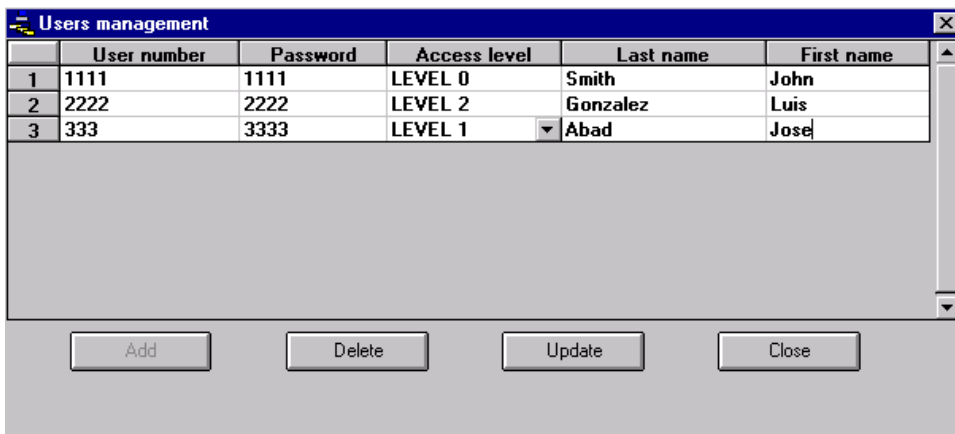 Users management
User number Password Access level Last name First name
1 1111 1111 LEVEL 0 Smith John
2 2222 2222 LEVEL 2 Gonzalez Luis
3 333 3333 LEVEL 1 Abad Jose
Add Delete Update Close